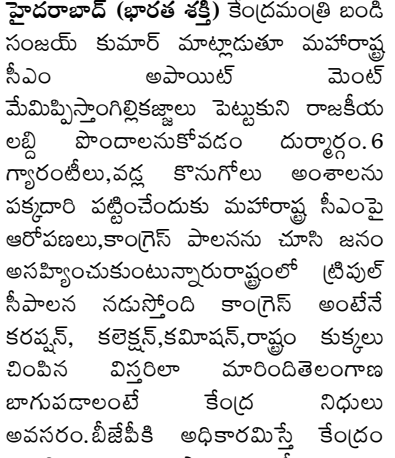 హైదరాబాద్ (భారత శక్తి) కేంద్రమంత్రి బండి
సంజయ్ కుమార్ మాట్లాడుతూ మహారాష్ట్ర
సీఎం అపాయిట్ మెంట్
మేమిప్పిస్తాంగిల్లికజ్జాలు పెట్టుకుని రాజకీయ
లబ్ది పొందాలనుకోవడం దుర్మార్గం.6
గ్యారంటీలు,వడ్ల కొనుగోలు అంశాలను
పక్కదారి పట్టించేందుకు మహారాష్ట్ర సీఎంపై
ఆరోపణలు,కాంగ్రెస్ పాలనను చూసి జనం
అసహ్యించుకుంటున్నారురాష్ట్రంలో ట్రిపుల్
సీపాలన నడుస్తోంది కాంగ్రెస్ అంటేనే
కరప్షన్, కలెక్షన్,కమీషన్,రాష్ట్రం కుక్కలు
చింపిన విస్తరిలా మారిందితెలంగాణ
బాగుపడాలంటే కేంద్ర నిధులు
అవసరం.బీజేపీకి అధికారమిస్తే కేంద్రం